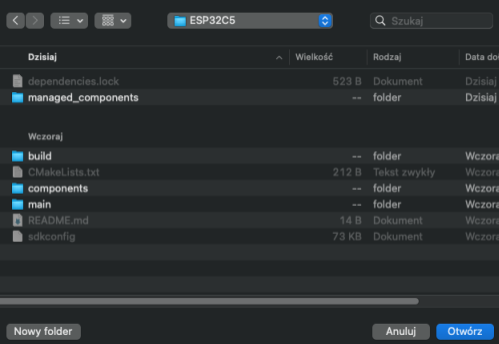 ESP32C5
Szukaj
Dzisiaj Wielkość Rodzaj Data do
dependencies.lock 523 B Dokument Dzisiaj
managed_components -- folder Dzisiaj
Wczoraj
build -- folder Wczora
CMakeLists.txt 212 B Tekst zwykły Wczora
components -- folder Wczora
main -- folder Wczora
README.md 14 B Dokument Wczora
sdkconfig 73 KB Dokument Wczora
Nowy folder Anuluj Otwórz